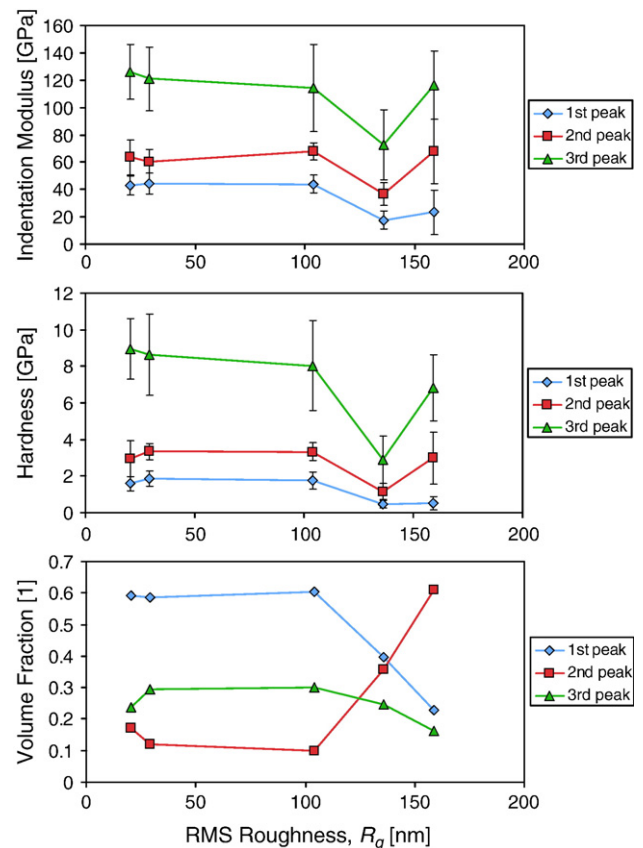 160
140
120
100
80
60
40
20
0
Indentation Modulus [GPa]
0 50 100 150 200
1st peak
2nd peak
3rd peak
12
10
8
6
4
2
0
Hardness [GPa]
0 50 100 150 200
1st peak
2nd peak
3rd peak
0.7
0.6
0.5
0.4
0.3
0.2
0.1
0
Volume Fraction [1]
0 50 100 150 200
1st peak
2nd peak
3rd peak
RMS Roughness, Rq [nm]